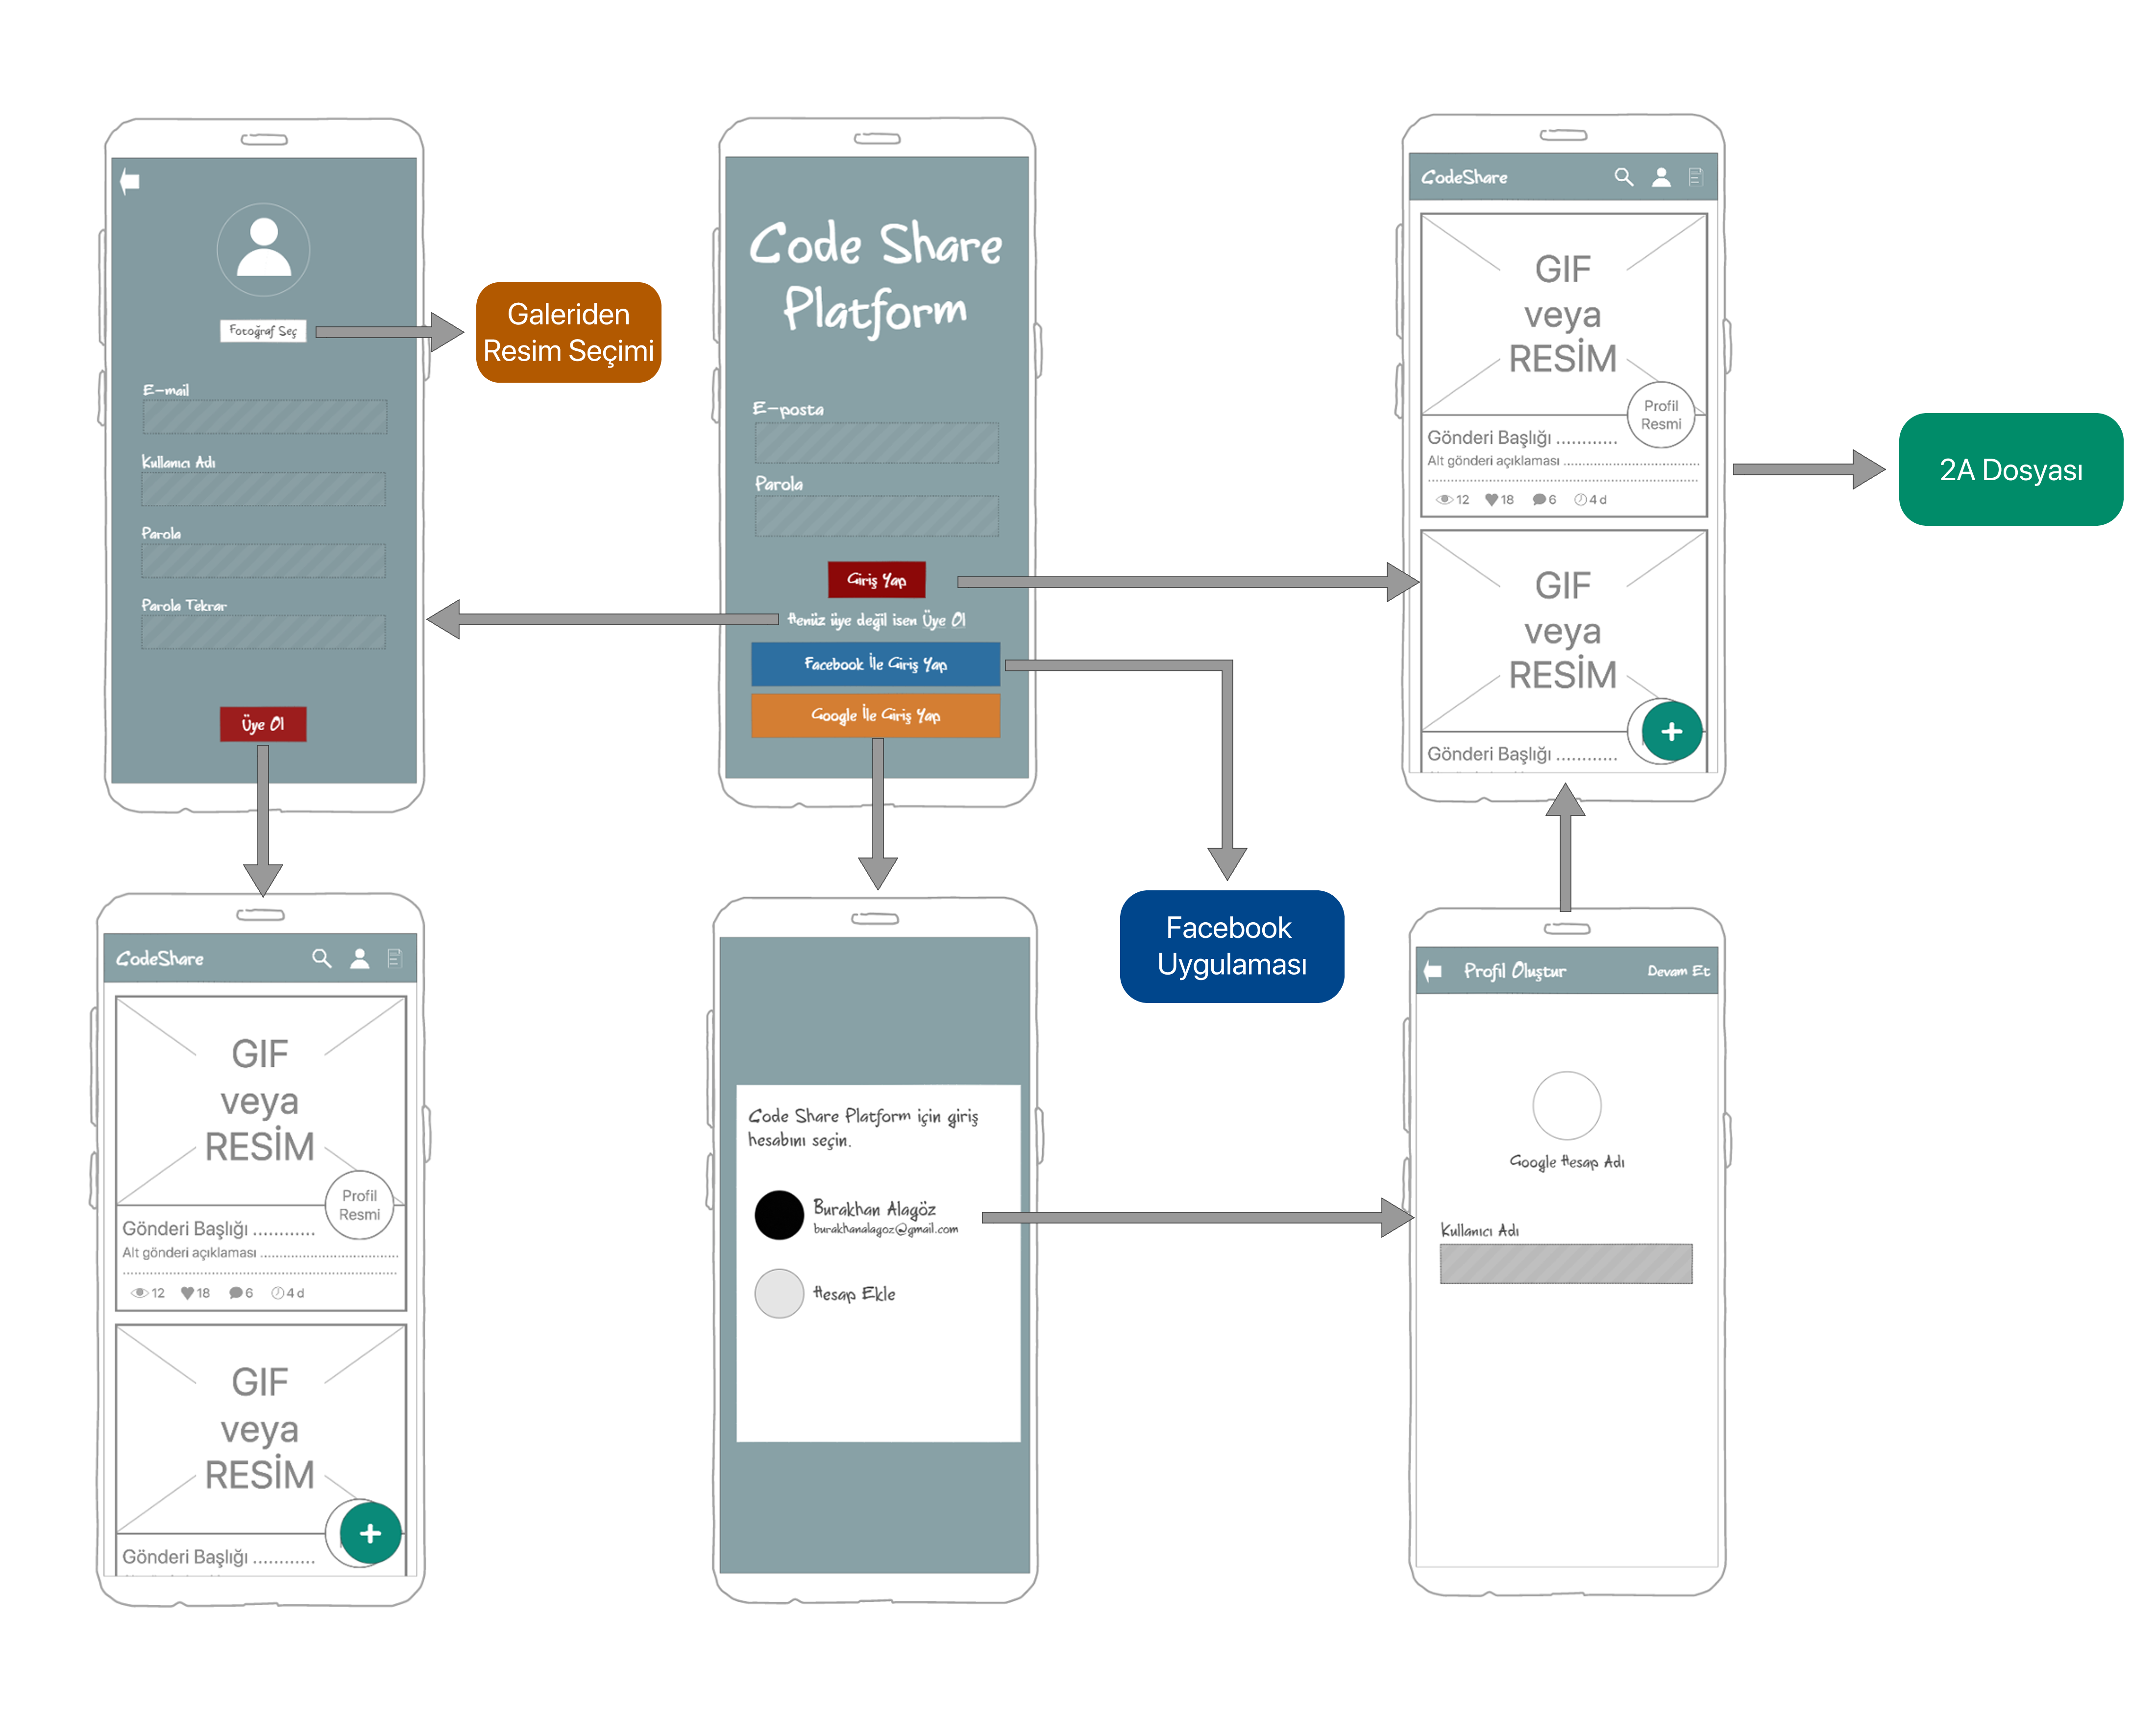 Fotoğraf Seç
E-mail
Kullanıcı Adı
Parola
Parola Tekrar
Üye Ol
Galeriden
Resim Seçimi
Code Share
Platform
E-posta
Parola
Giriş Yap
Henüz üye değil isen Üye Ol
Facebook İle Giriş Yap
Google İle Giriş Yap
CodeShare
GIF
veya
RESİM
Profil
Resmi
Gönderi Başlığı ............
Alt gönderi açıklaması ..................................
12 18 6 4 d
GIF
veya
RESİM
Gönderi Başlığı ............
2A Dosyası
CodeShare
GIF
veya
RESİM
Profil
Resmi
Gönderi Başlığı ............
Alt gönderi açıklaması ..................................
12 18 6 4 d
GIF
veya
RESİM
Gönderi Başlığı ............
Code Share Platform için giriş
hesabını seçin.
Burakhan Alagöz
burakhanalagoz@gmail.com
Hesap Ekle
Facebook
Uygulaması
Profil Oluştur Devam Et
Google Hesap Adı
Kullanıcı Adı